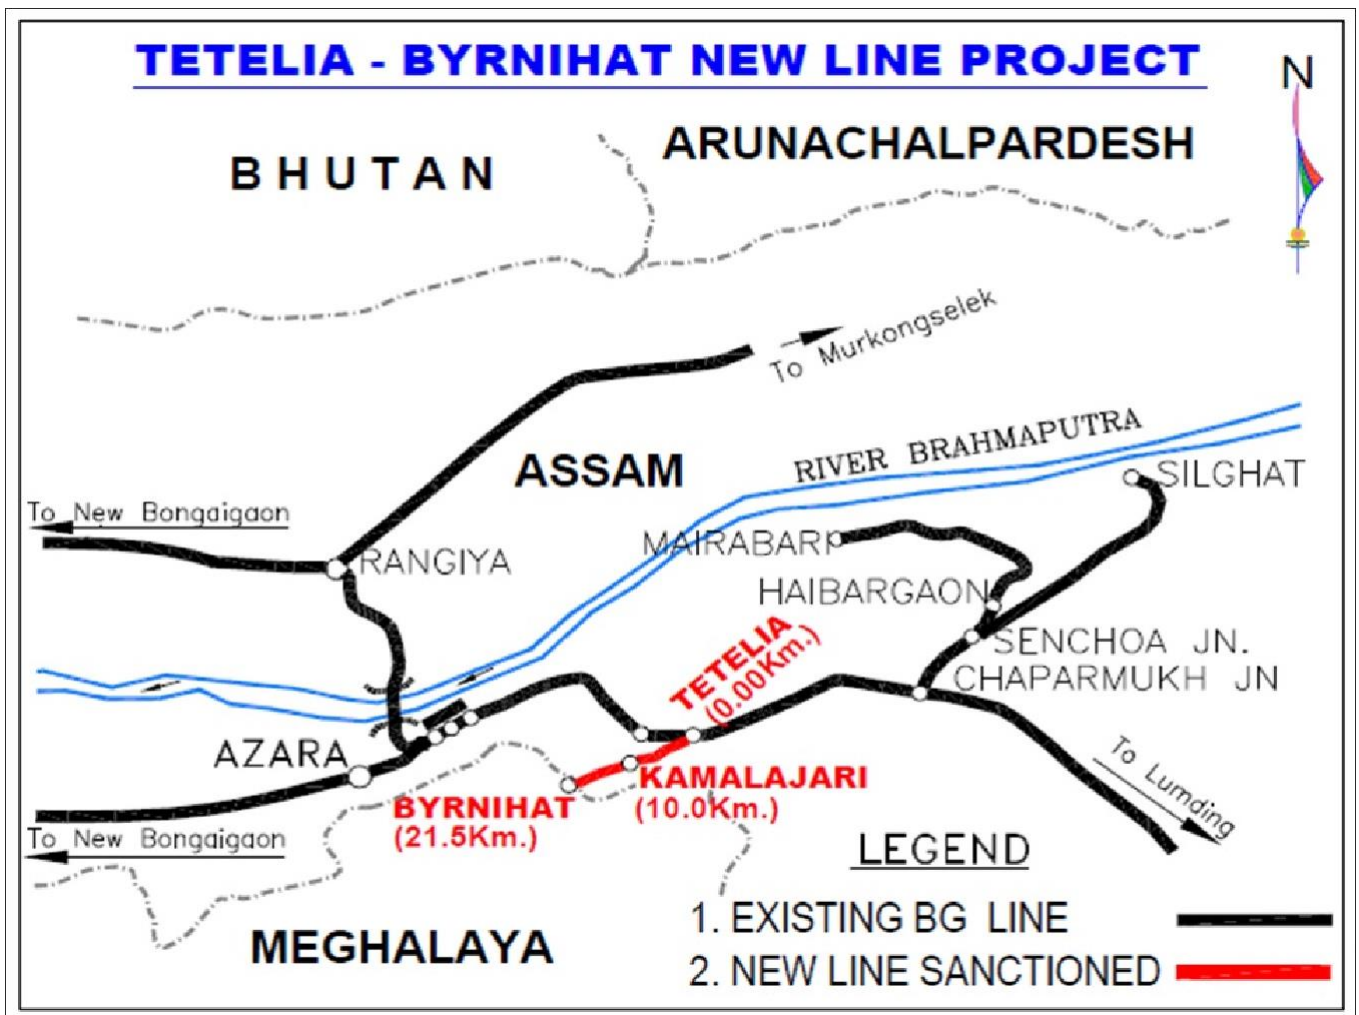 TETELIA - BYRNIHAT NEW LINE PROJECT
N
ARUNACHALPARDESH
BHUTAN
To Murkongselek
RIVER BRAHMAPUTRA
ASSAM
SILGHAT
To New Bongaigaon
MAIRABARI
RANGIYA
HAIBARGAON
TETELIA
(0.00Km.)
SENCHOA JN.
CHAPARMUKH JN
AZARA
To Lumding
KAMALAJARI
(10.0Km.)
BYRNIHAT
(21.5Km.)
To New Bongaigaon
LEGEND
1. EXISTING BG LINE
MEGHALAYA
2. NEW LINE SANCTIONED